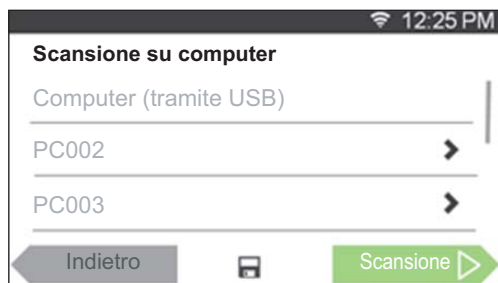 12:25 PM
Scansione su computer
Computer (tramite USB)
PC002
PC003
Indietro
Scansione